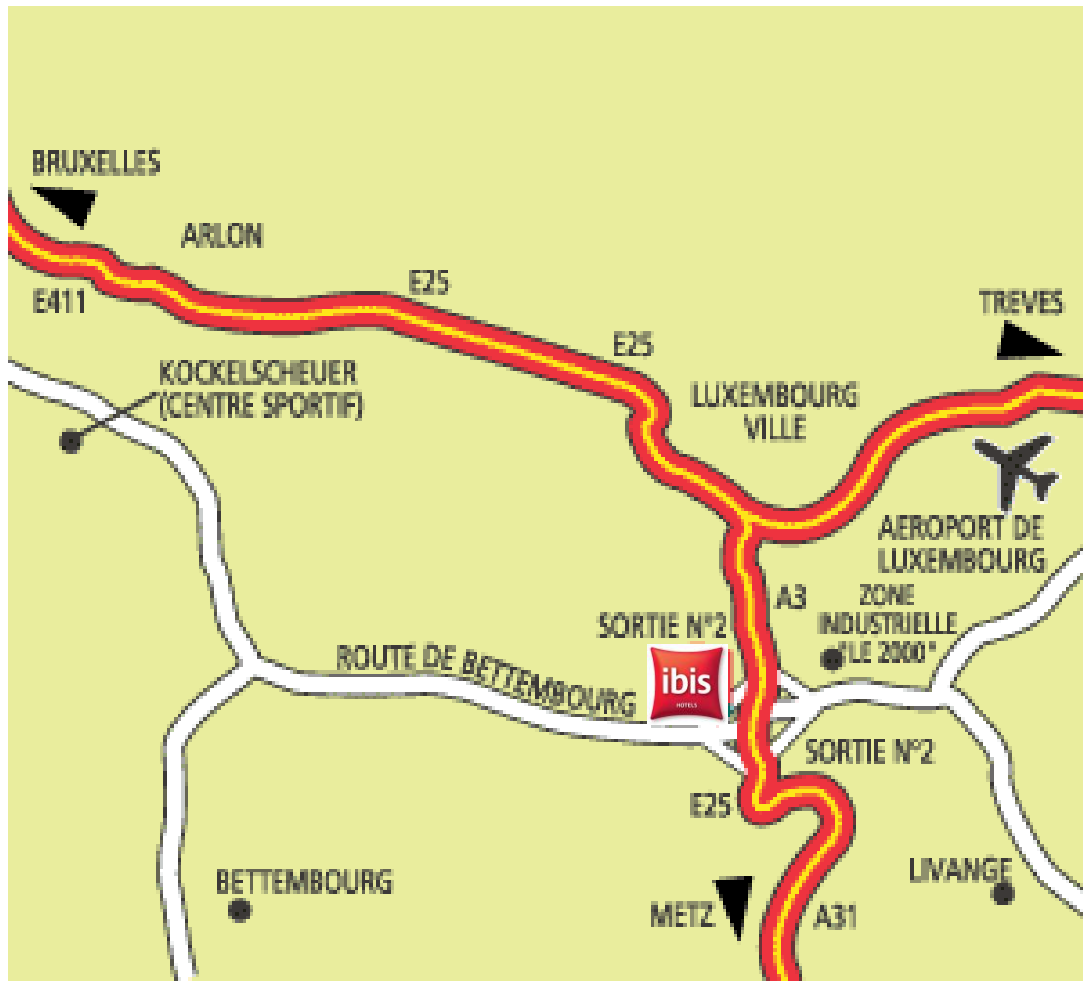 BRUXELLES
ARLON
E411
E25
E25
TREVES
KOCKELSCHEUER
(CENTRE SPORTIF)
LUXEMBOURG
VILLE
AEROPORT DE
LUXEMBOURG
A3
ZONE
INDUSTRIELLE
"LE 2000"
SORTIE N°2
ROUTE DE BETTEMBOURG
ibis
HOTELS
SORTIE N°2
E25
BETTEMBOURG
LIVANGE
METZ
A31